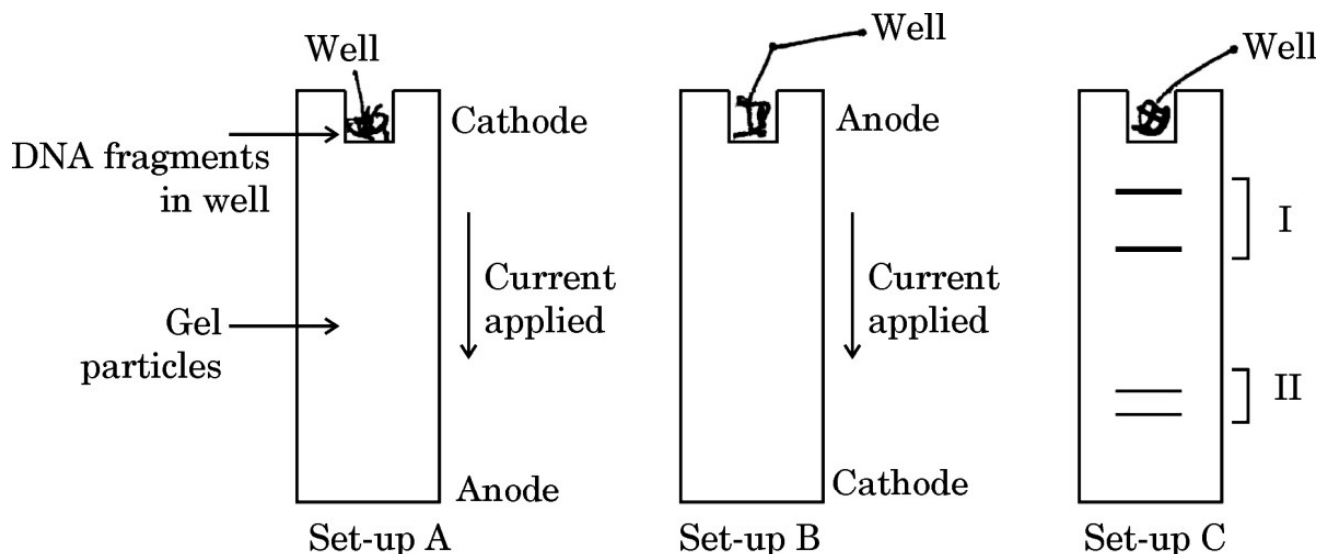 Well
Cathode
DNA fragments
in well
Current
applied
Gel
particles
Anode
Set-up A
Well
Anode
Current
applied
Cathode
Set-up B
Well
I
II
Set-up C